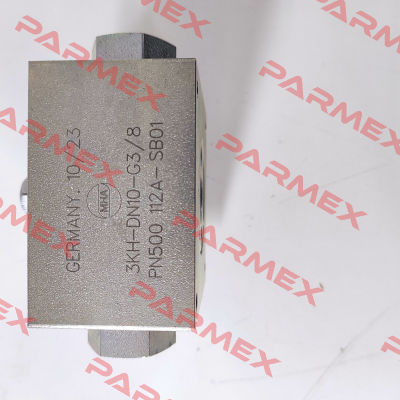 GERMANY. 10/23
MHA
3KH-DN10-G3/8
PN500 112A-SB01
PARMEX
PARMEX
PARMEX
PARMEX
PARMEX
PARMEX